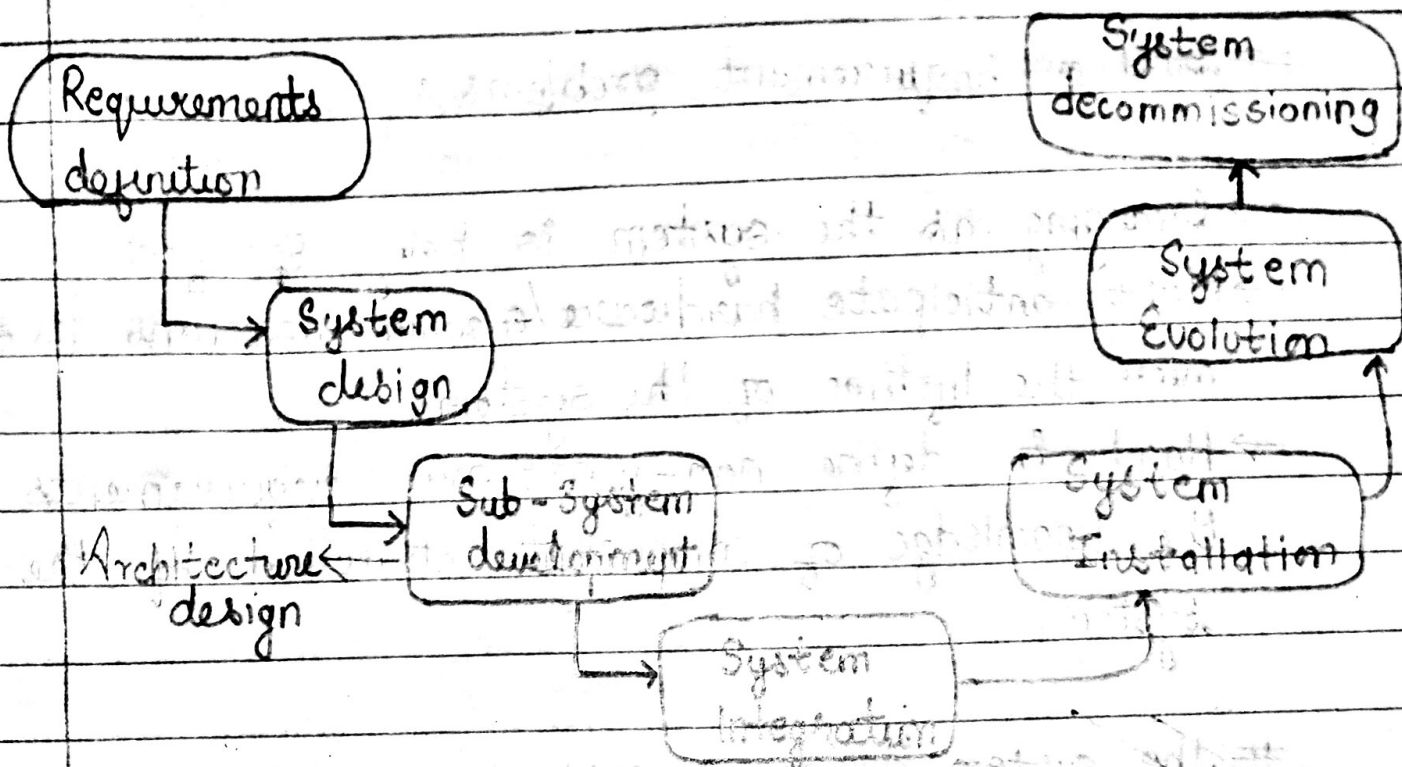 Requirements
definition
System
design
Sub-System
development
Architecture
design
System
Integration
System
Installation
System
Evolution
System
decommissioning